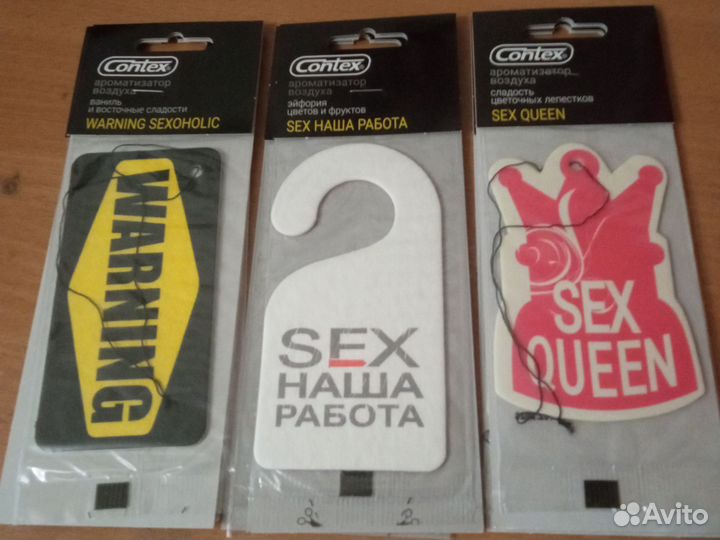 Contex
ароматизатор
воздуха
ваниль
и восточные сладости
WARNING SEXOHOLIC
WARNING
Contex
ароматизатор
воздуха
эйфория
цветов и фруктов
SEX НАША РАБОТА
SEX
НАША
РАБОТА
Contex
ароматизатор
воздуха
сладость
цветочных лепестков
SEX QUEEN
SEX
QUEEN
Avito